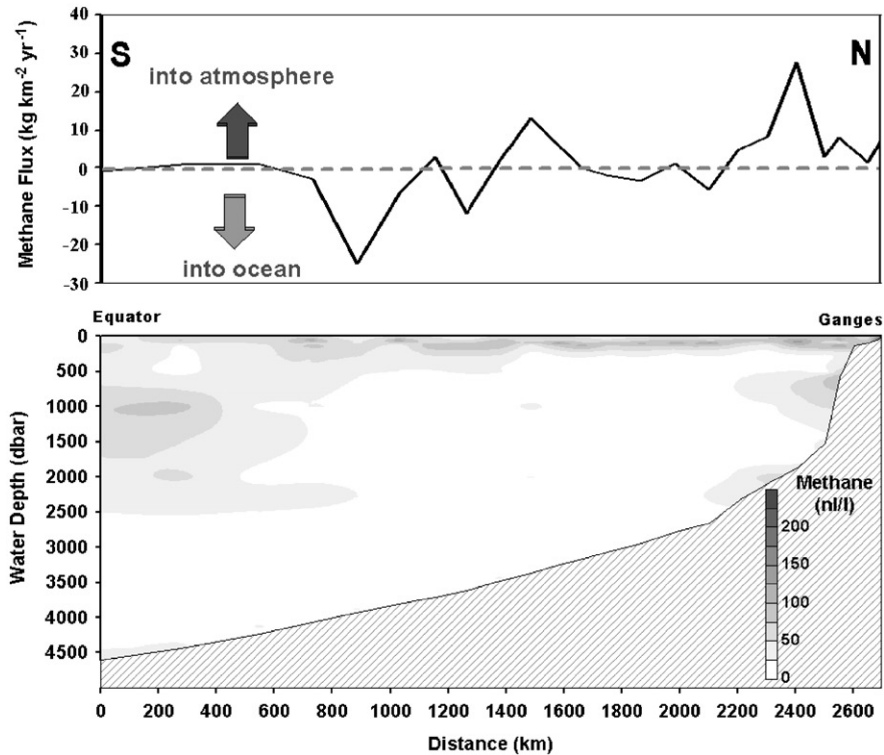 40
30
20
10
0
-10
-20
-30
Methane Flux (kg km-2 yr-1)
S
N
into atmosphere
into ocean
Equator
Ganges
0
500
1000
1500
2000
2500
3000
3500
4000
4500
Water Depth (dbar)
Methane
(nl/l)
200
150
100
50
0
0 200 400 600 800 1000 1200 1400 1600 1800 2000 2200 2400 2600
Distance (km)